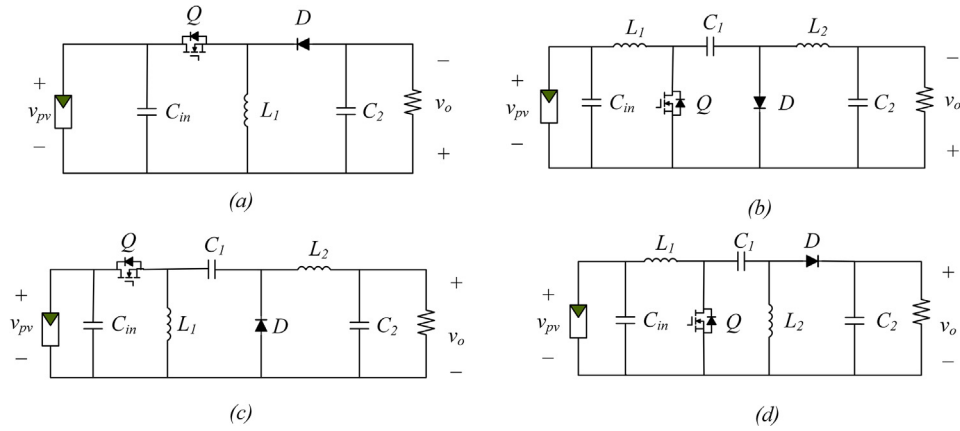 Q
D
+
v_pv
−
C_in
L_1
C_2
−
v_o
+
(a)
L_1
C_1
L_2
+
v_pv
−
C_in
Q
D
C_2
−
v_o
+
(b)
Q
C_1
L_2
+
v_pv
−
C_in
L_1
D
C_2
+
v_o
−
(c)
L_1
C_1
D
+
v_pv
−
C_in
Q
L_2
C_2
+
v_o
−
(d)